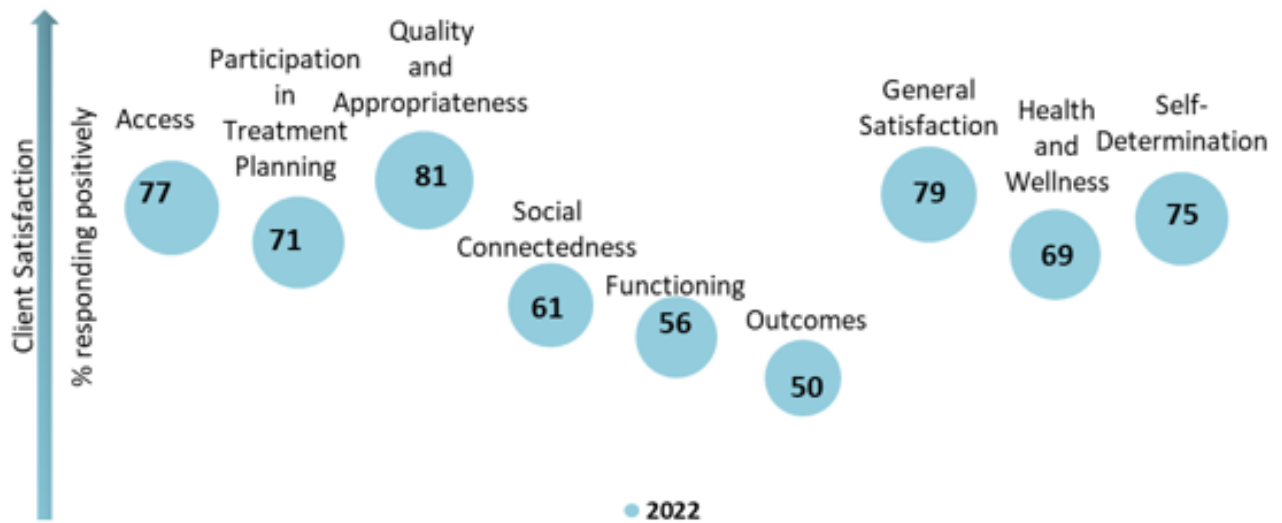 Client Satisfaction
% responding positively
Access
77
Participation
in
Treatment
Planning
71
Quality
and
Appropriateness
81
Social
Connectedness
61
Functioning
56
Outcomes
50
General
Satisfaction
79
Health
and
Wellness
69
Self-
Determination
75
2022